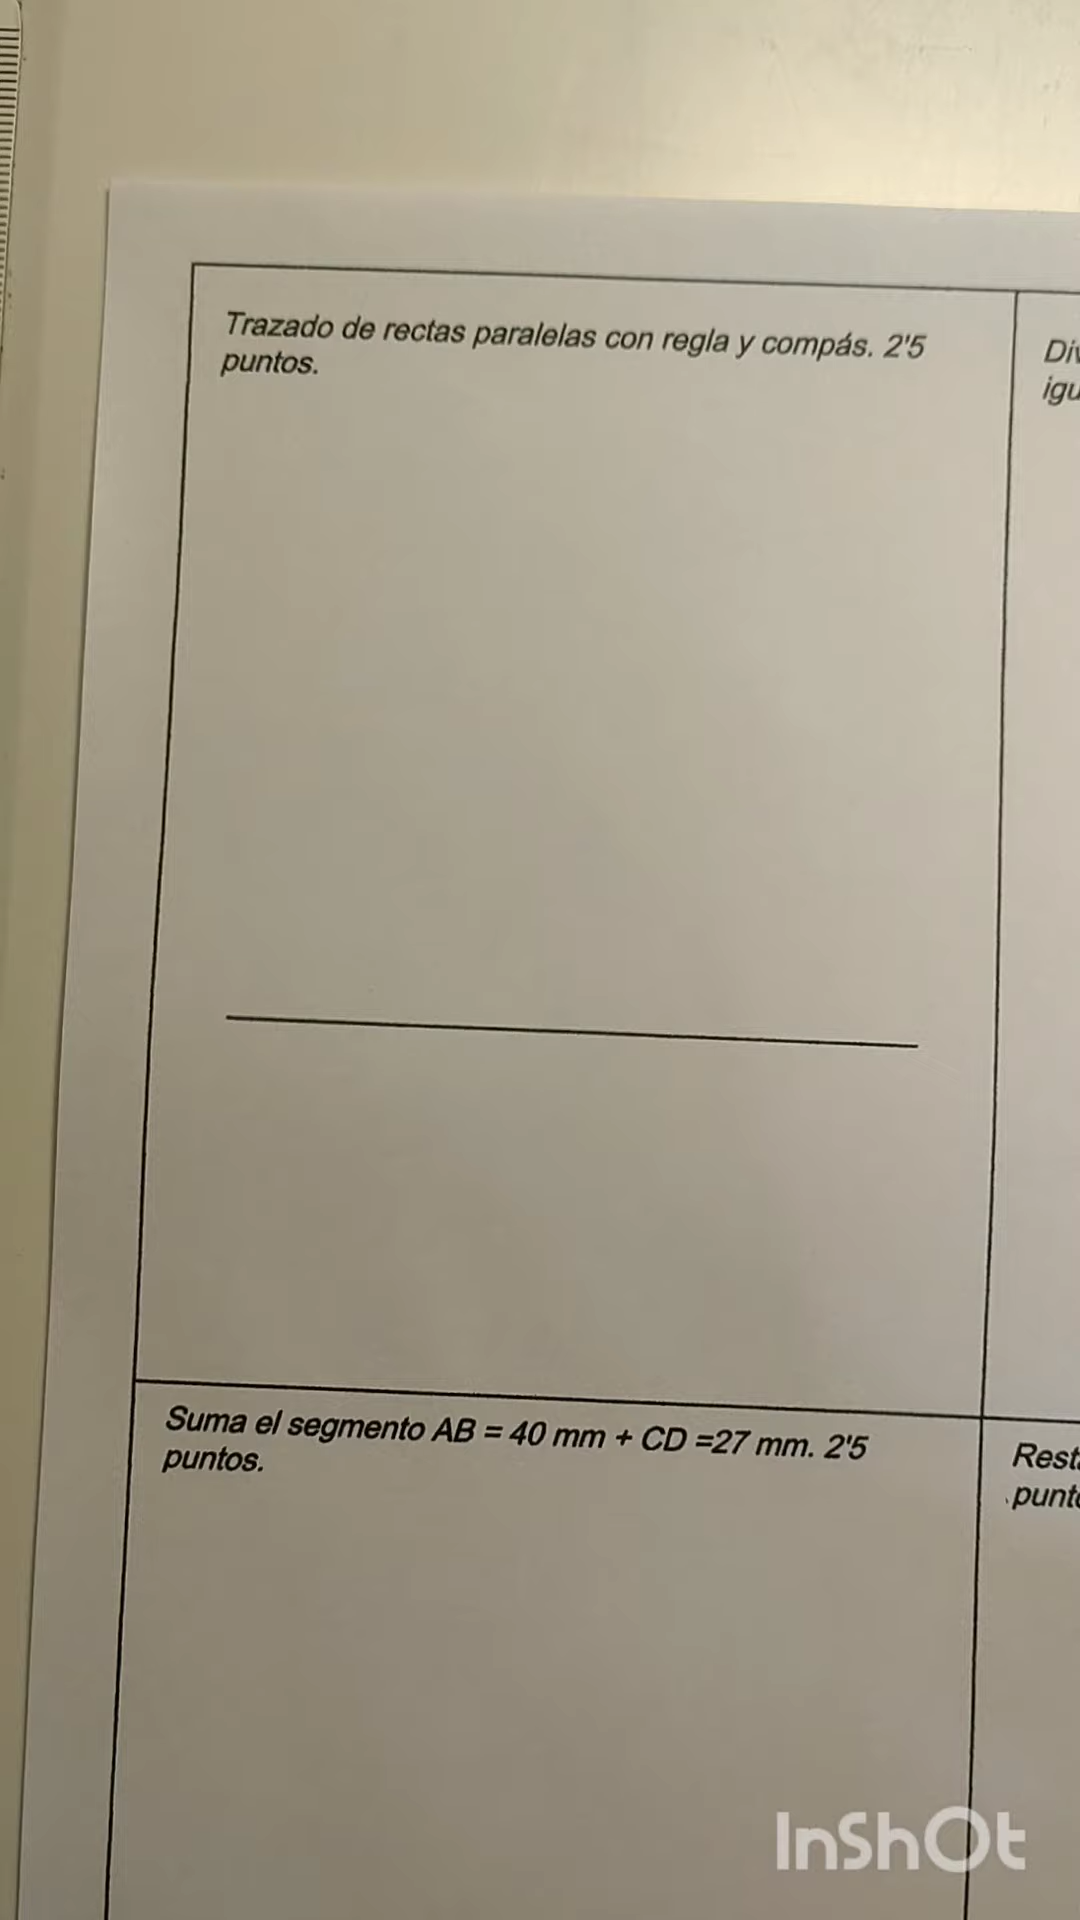 Trazado de rectas paralelas con regla y compás. 2'5
puntos.
Suma el segmento AB = 40 mm + CD =27 mm. 2'5
puntos.
InShOt